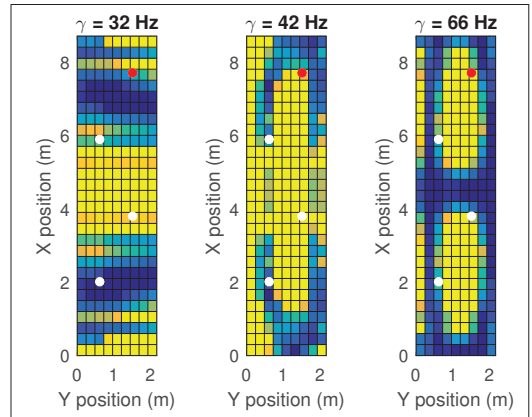 γ = 32 Hz
γ = 42 Hz
γ = 66 Hz
X position (m)
8
6
4
2
0
0 1 2
Y position (m)
X position (m)
8
6
4
2
0
0 1 2
Y position (m)
X position (m)
8
6
4
2
0
0 1 2
Y position (m)